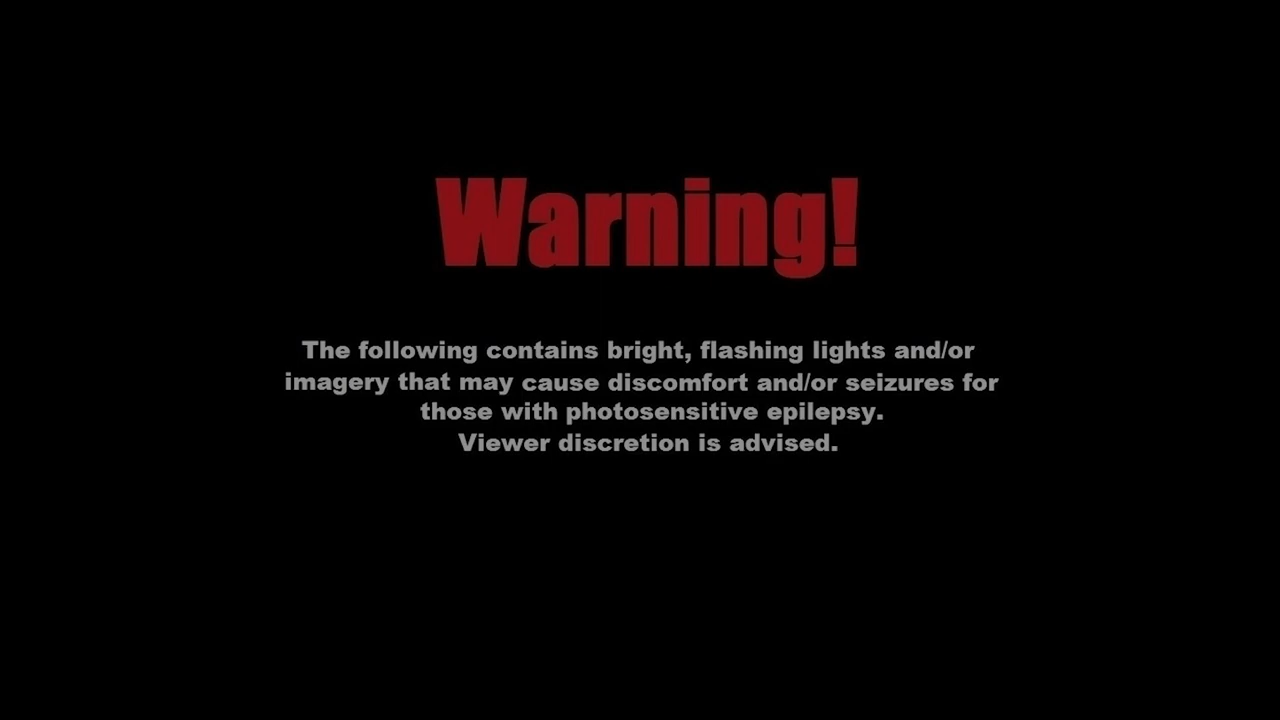 Warning!
The following contains bright, flashing lights and/or
imagery that may cause discomfort and/or seizures for
those with photosensitive epilepsy.
Viewer discretion is advised.